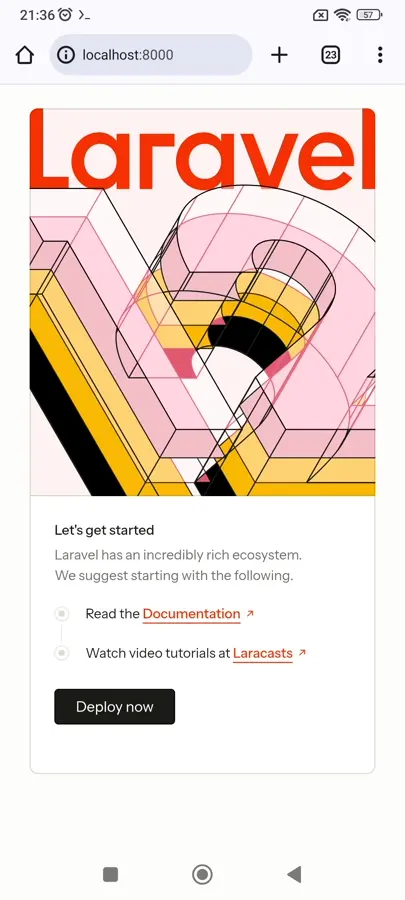 21:36
57
localhost:8000
23
Laravel
Let's get started
Laravel has an incredibly rich ecosystem.
We suggest starting with the following.
Read the Documentation
Watch video tutorials at Laracasts
Deploy now